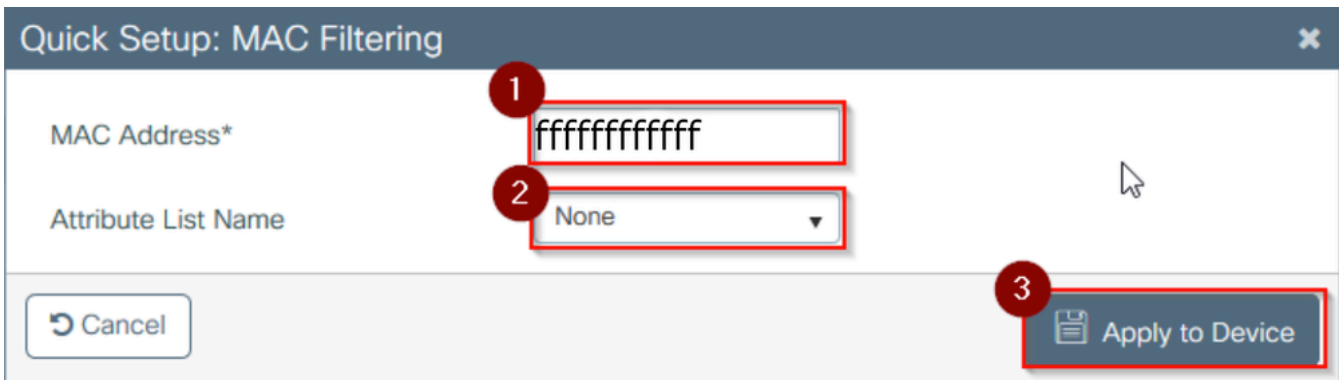 Quick Setup: MAC Filtering
1
MAC Address* ffffffffffff
2
Attribute List Name None
3
Cancel Apply to Device